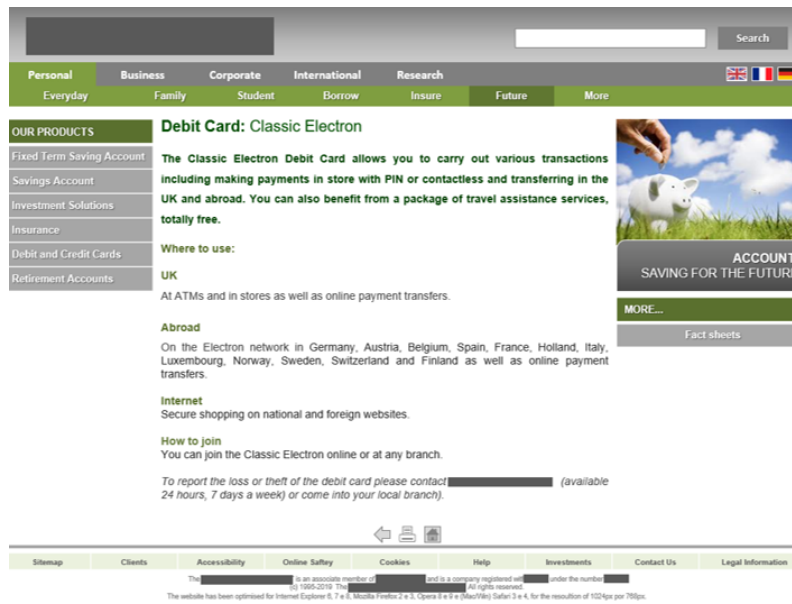 Search
Personal Business Corporate International Research
Everyday Family Student Borrow Insure Future More
OUR PRODUCTS
Fixed Term Saving Account
Savings Account
Investment Solutions
Insurance
Debit and Credit Cards
Retirement Accounts
Debit Card: Classic Electron
The Classic Electron Debit Card allows you to carry out various transactions
including making payments in store with PIN or contactless and transferring in the
UK and abroad. You can also benefit from a package of travel assistance services,
totally free.
Where to use:
UK
At ATMs and in stores as well as online payment transfers.
Abroad
On the Electron network in Germany, Austria, Belgium, Spain, France, Holland, Italy,
Luxembourg, Norway, Sweden, Switzerland and Finland as well as online payment
transfers.
Internet
Secure shopping on national and foreign websites.
How to join
You can join the Classic Electron online or at any branch.
To report the loss or theft of the debit card please contact (available
24 hours, 7 days a week) or come into your local branch).
ACCOUNT
SAVING FOR THE FUTURE
MORE...
Fact sheets
Sitemap Clients Accessibility Online Saftey Cookies Help Investments Contact Us Legal Information
The is an associate member of and is a company registered with under the number
(c) 1995-2019 The All rights reserved.
The website has been optimised for Internet Explorer 6, 7 e 8, Mozilla Firefox 2 e 3, Opera 8 e 9 e (Mac/Win) Safari 3 e 4, for the resoultion of 1024px por 768px.